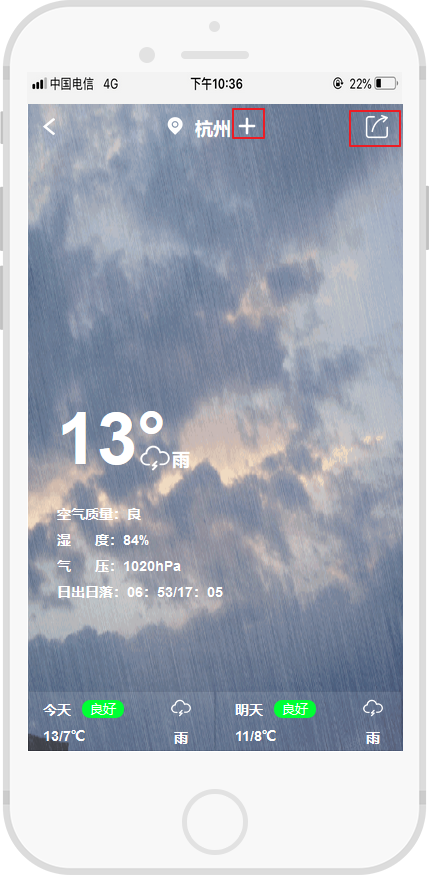 中国电信 4G 下午10:36 22%
杭州
13°
雨
空气质量：良
湿 度：84%
气 压：1020hPa
日出日落：06：53/17：05
今天 良好
13/7℃ 雨
明天 良好
11/8℃ 雨